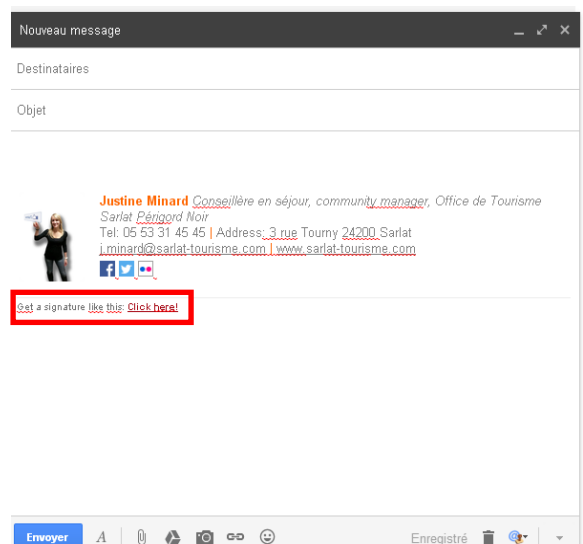 Nouveau message
Destinataires
Objet
Justine Minard Conseillère en séjour, community manager, Office de Tourisme
Sarlat Périgord Noir
Tel: 05 53 31 45 45 | Address: 3 rue Tourny 24200 Sarlat
j.minard@sarlat-tourisme.com | www.sarlat-tourisme.com
Get a signature like this: Click here!
Envoyer
Enregistré